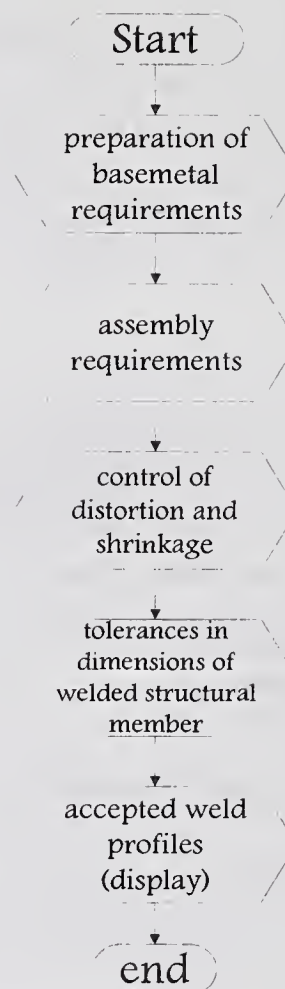 Start
preparation of
basemetal
requirements
assembly
requirements
control of
distortion and
shrinkage
tolerances in
dimensions of
welded structural
member
accepted weld
profiles
(display)
end